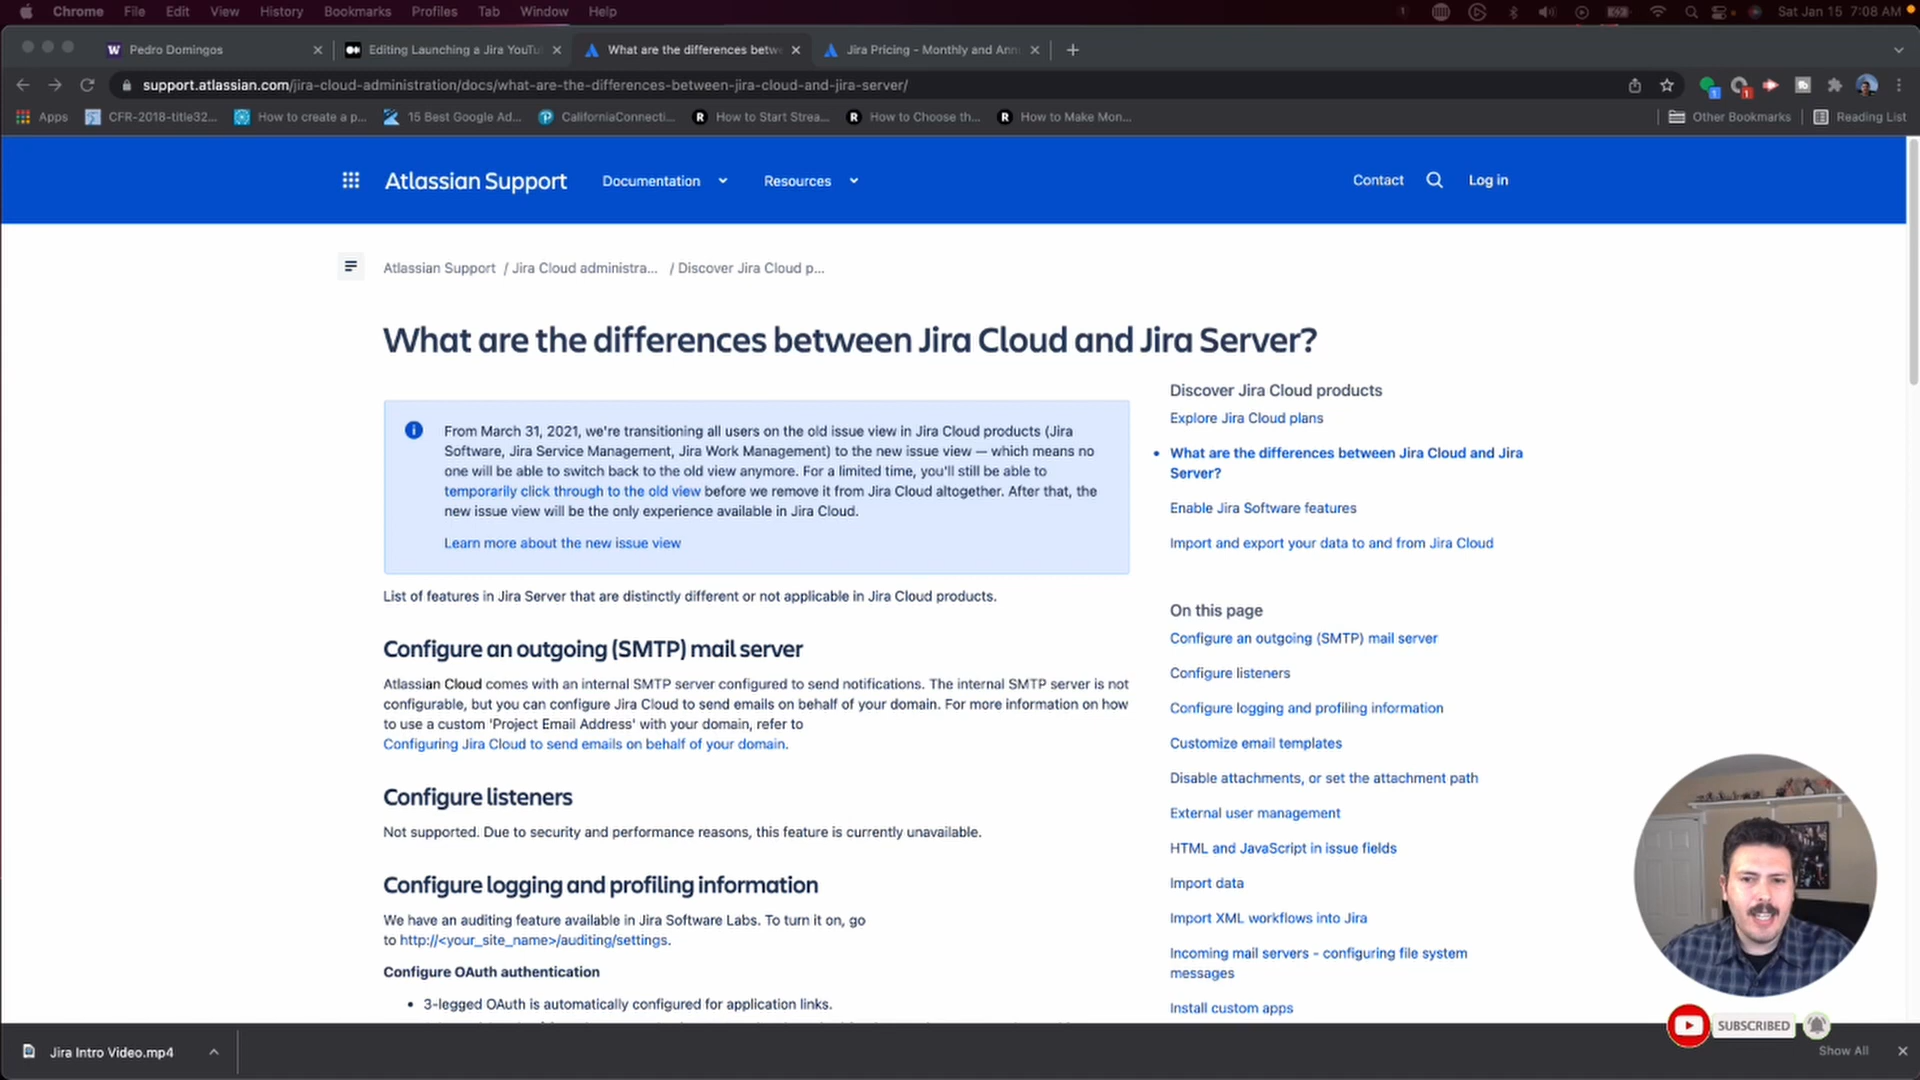 Chrome File Edit View History Bookmarks Profiles Tab Window Help
Sat Jan 15 7:08 AM
Pedro Domingos
Editing Launching a Jira YouTu
What are the differences betwe
Jira Pricing - Monthly and Ann
support.atlassian.com/jira-cloud-administration/docs/what-are-the-differences-between-jira-cloud-and-jira-server/
Apps
CFR-2018-title32...
How to create a p...
15 Best Google Ad...
CaliforniaConnecti...
How to Start Strea...
How to Choose th...
How to Make Mon...
Other Bookmarks
Reading List
Atlassian Support
Documentation
Resources
Contact
Log in
Atlassian Support / Jira Cloud administra... / Discover Jira Cloud p...
What are the differences between Jira Cloud and Jira Server?
From March 31, 2021, we're transitioning all users on the old issue view in Jira Cloud products (Jira
Software, Jira Service Management, Jira Work Management) to the new issue view — which means no
one will be able to switch back to the old view anymore. For a limited time, you'll still be able to
temporarily click through to the old view before we remove it from Jira Cloud altogether. After that, the
new issue view will be the only experience available in Jira Cloud.
Learn more about the new issue view
List of features in Jira Server that are distinctly different or not applicable in Jira Cloud products.
Configure an outgoing (SMTP) mail server
Atlassian Cloud comes with an internal SMTP server configured to send notifications. The internal SMTP server is not
configurable, but you can configure Jira Cloud to send emails on behalf of your domain. For more information on how
to use a custom 'Project Email Address' with your domain, refer to
Configuring Jira Cloud to send emails on behalf of your domain.
Configure listeners
Not supported. Due to security and performance reasons, this feature is currently unavailable.
Configure logging and profiling information
We have an auditing feature available in Jira Software Labs. To turn it on, go
to http://<your_site_name>/auditing/settings.
Configure OAuth authentication
• 3-legged OAuth is automatically configured for application links.
Discover Jira Cloud products
Explore Jira Cloud plans
• What are the differences between Jira Cloud and Jira
Server?
Enable Jira Software features
Import and export your data to and from Jira Cloud
On this page
Configure an outgoing (SMTP) mail server
Configure listeners
Configure logging and profiling information
Customize email templates
Disable attachments, or set the attachment path
External user management
HTML and JavaScript in issue fields
Import data
Import XML workflows into Jira
Incoming mail servers - configuring file system
messages
Install custom apps
SUBSCRIBED
Jira Intro Video.mp4
Show All